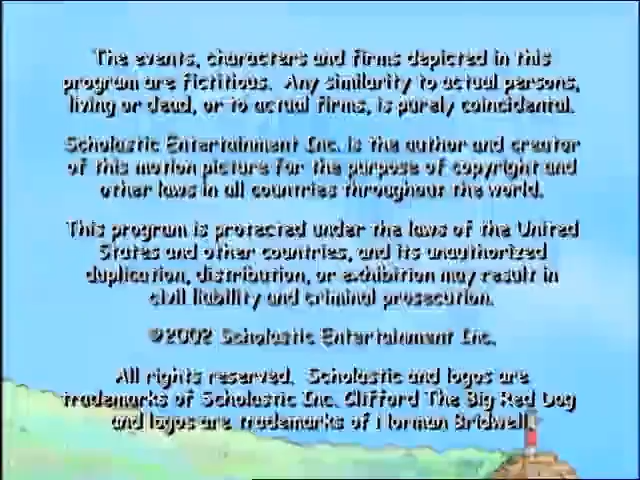 The events, characters and firms depicted in this
program are fictitious. Any similarity to actual persons,
living or dead, or to actual firms, is purely coincidental.
Scholastic Entertainment Inc. is the author and creator
of this motion picture for the purpose of copyright and
other laws in all countries throughout the world.
This program is protected under the laws of the United
States and other countries, and its unauthorized
duplication, distribution, or exhibition may result in
civil liability and criminal prosecution.
©2002 Scholastic Entertainment Inc.
All rights reserved. Scholastic and logos are
trademarks of Scholastic Inc. Clifford The Big Red Dog
and logos are trademarks of Norman Bridwell.